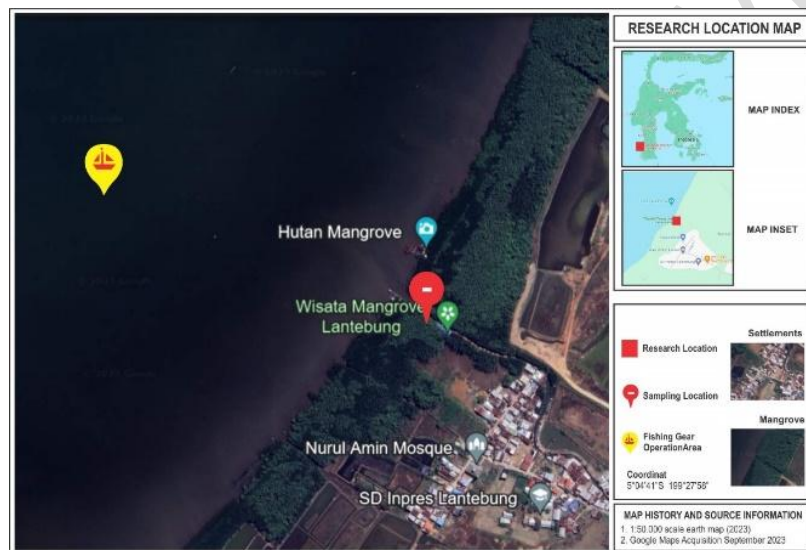 RESEARCH LOCATION MAP
MAP INDEX
MAP INSET
Hutan Mangrove
Wisata Mangrove
Lantebung
Nurul Amin Mosque
SD Inpres Lantebung
Settlements
Research Location
Sampling Location
Mangrove
Fishing Gear
OperationArea
Coordinat
5°04'41"S 199°27'58"
MAP HISTORY AND SOURCE INFORMATION
1. 1:50.000 scale earth map (2023)
2. Google Maps Acquisition September 2023